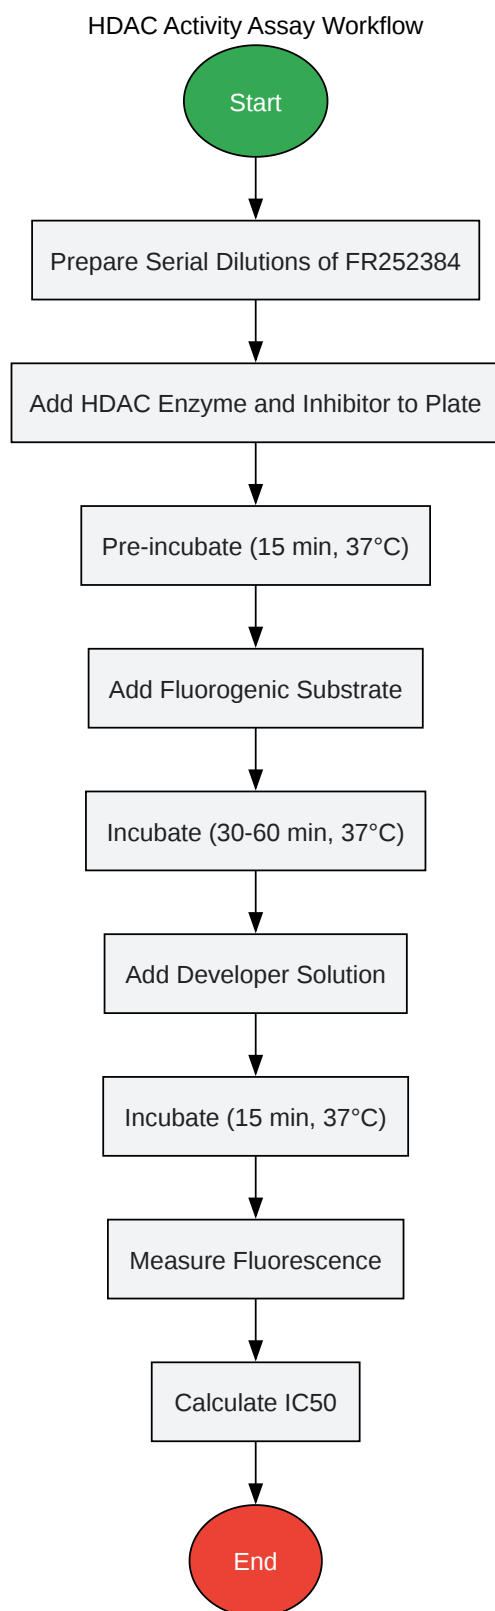 HDAC Activity Assay Workflow
Start
Prepare Serial Dilutions of FR252384
Add HDAC Enzyme and Inhibitor to Plate
Pre-incubate (15 min, 37°C)
Add Fluorogenic Substrate
Incubate (30-60 min, 37°C)
Add Developer Solution
Incubate (15 min, 37°C)
Measure Fluorescence
Calculate IC50
End